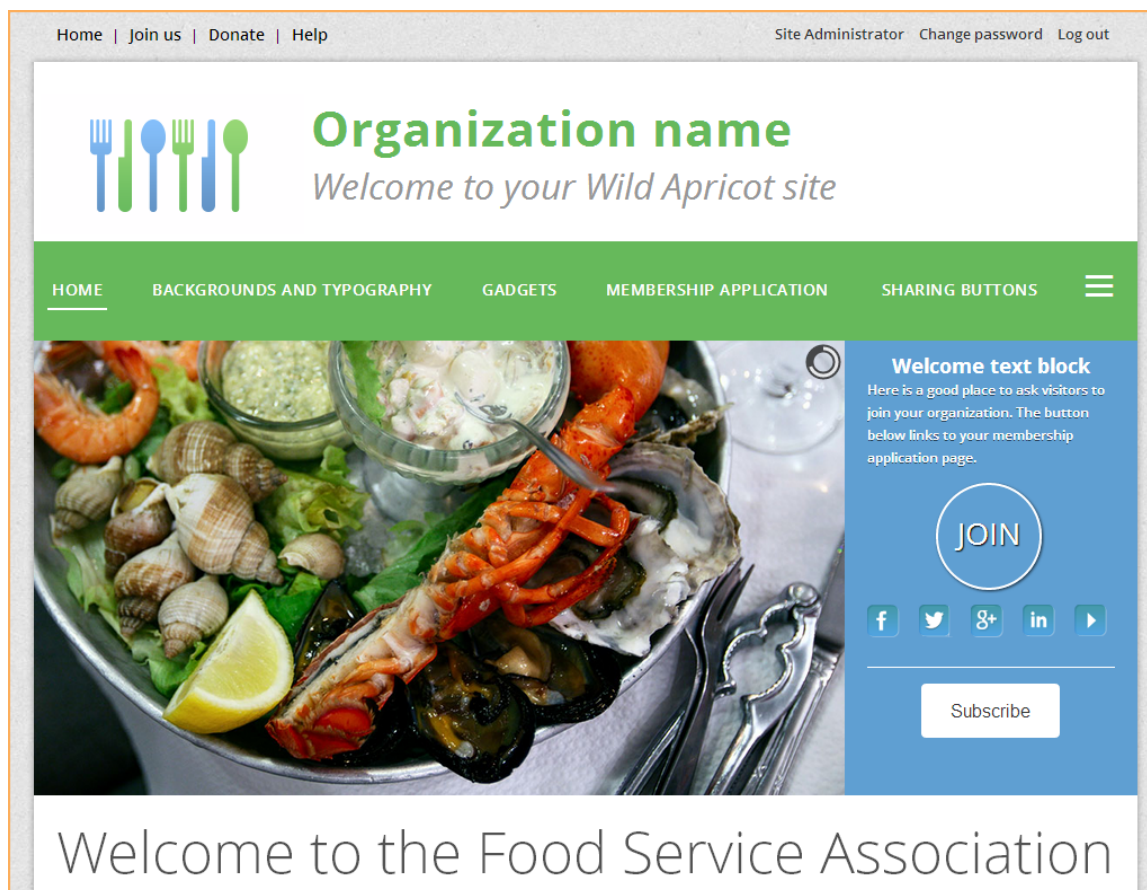 Home | Join us | Donate | Help
Site Administrator Change password Log out
Organization name
Welcome to your Wild Apricot site
HOME BACKGROUNDS AND TYPOGRAPHY GADGETS MEMBERSHIP APPLICATION SHARING BUTTONS
Welcome text block
Here is a good place to ask visitors to
join your organization. The button
below links to your membership
application page.
JOIN
f g+ in
Subscribe
Welcome to the Food Service Association